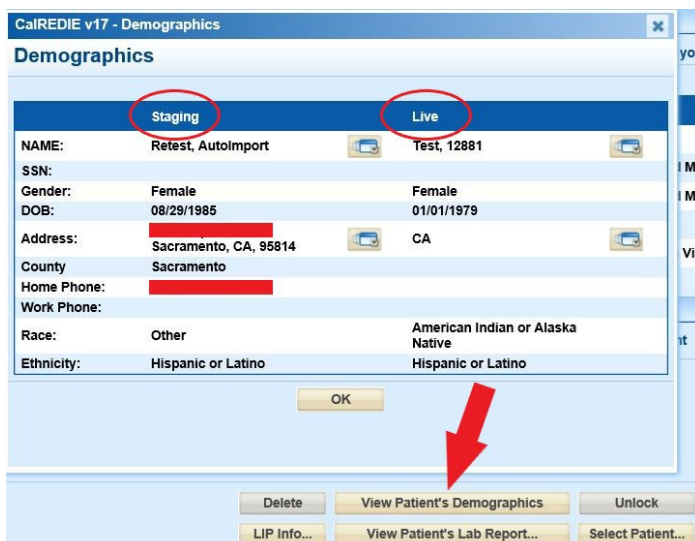 CalREDIE v17 - Demographics
Demographics
Staging Live
NAME: Retest, AutoImport Test, 12881
SSN:
Gender: Female Female
DOB: 08/29/1985 01/01/1979
Address: Sacramento, CA, 95814 CA
County Sacramento
Home Phone:
Work Phone:
Race: Other American Indian or Alaska
Native
Ethnicity: Hispanic or Latino Hispanic or Latino
OK
Delete View Patient's Demographics Unlock
LIP Info... View Patient's Lab Report... Select Patient...